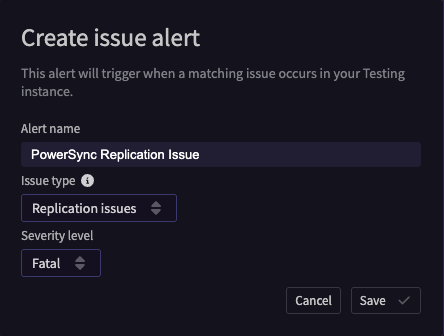 Create issue alert
This alert will trigger when a matching issue occurs in your Testing
instance.
Alert name
PowerSync Replication Issue
Issue type
Replication issues
Severity level
Fatal
Cancel
Save